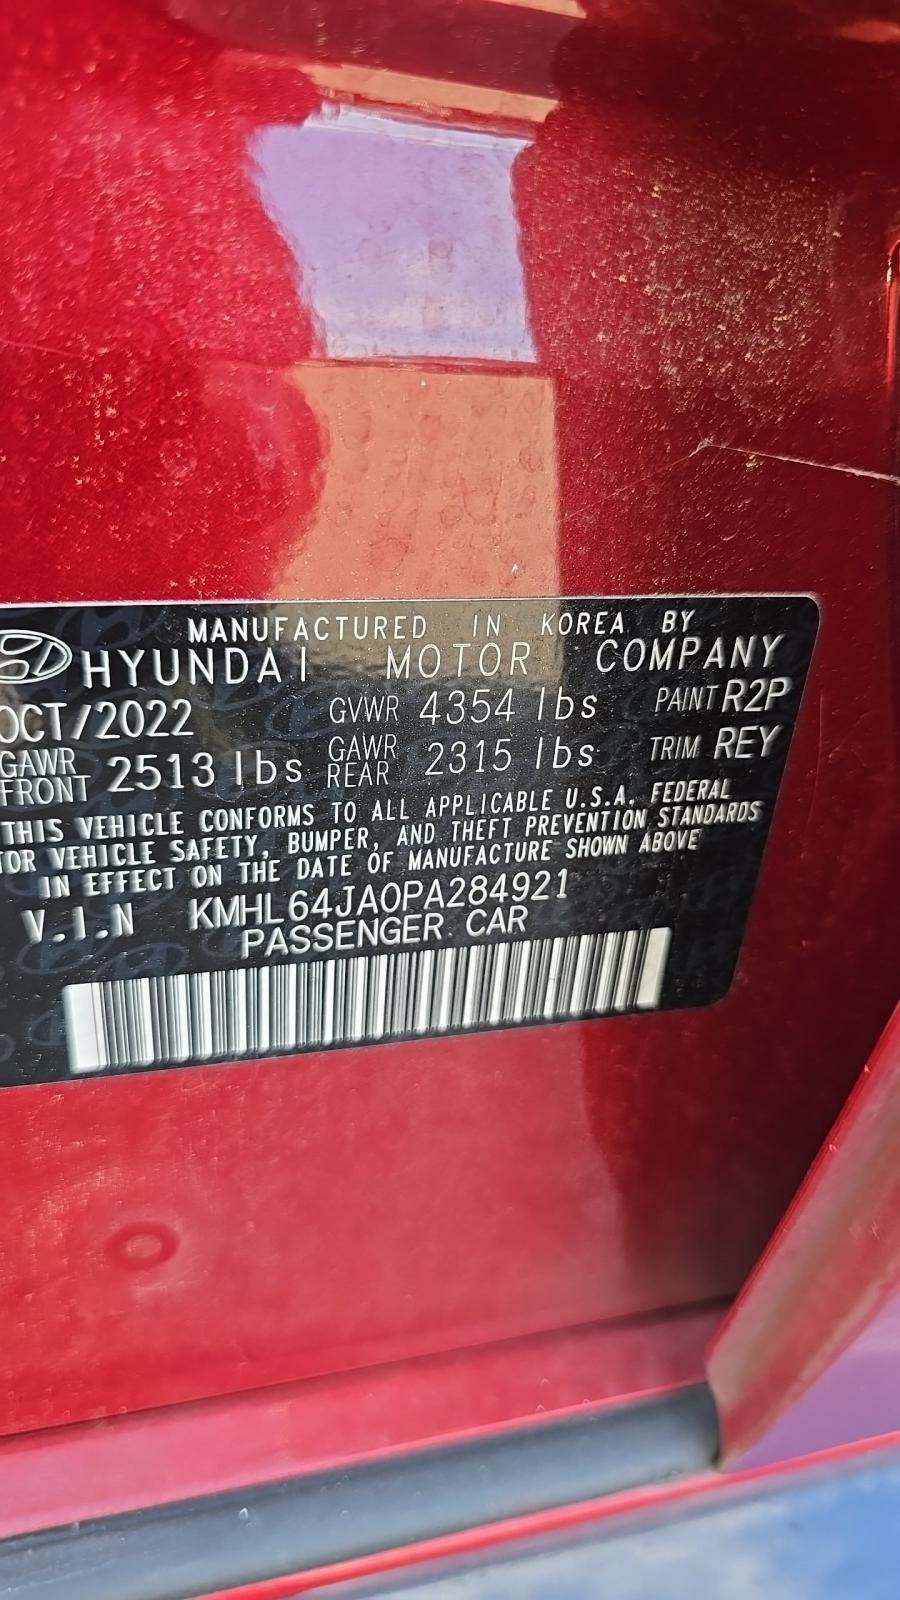 MANUFACTURED IN KOREA BY
HYUNDAI MOTOR COMPANY
OCT/2022 GVWR 4354 lbs PAINT R2P
GAWR FRONT 2513 lbs GAWR REAR 2315 lbs TRIM REY
THIS VEHICLE CONFORMS TO ALL APPLICABLE U.S.A. FEDERAL
TOR VEHICLE SAFETY, BUMPER, AND THEFT PREVENTION STANDARDS
IN EFFECT ON THE DATE OF MANUFACTURE SHOWN ABOVE
V.I.N KMHL64JA0PA284921
PASSENGER CAR